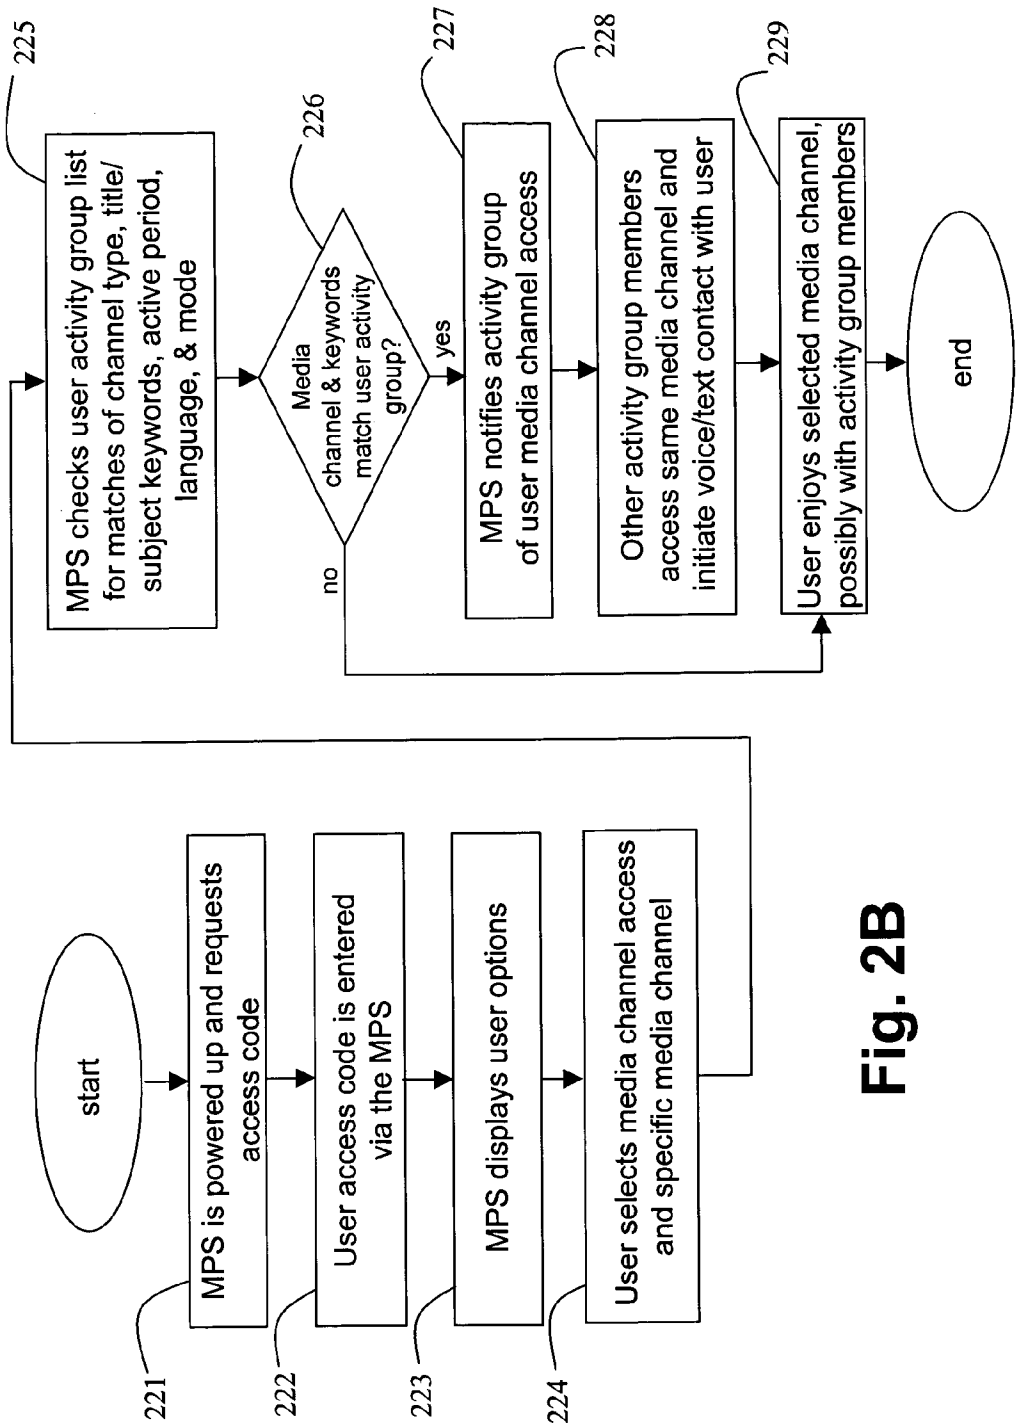 start
221
MPS is powered up and requests
access code
222
User access code is entered
via the MPS
223
MPS displays user options
224
User selects media channel access
and specific media channel
225
MPS checks user activity group list
for matches of channel type, title/
subject keywords, active period,
language, & mode
226
Media
channel & keywords
match user activity
group?
no
yes
227
MPS notifies activity group
of user media channel access
228
Other activity group members
access same media channel and
initiate voice/text contact with user
229
User enjoys selected media channel,
possibly with activity group members
end
Fig. 2B